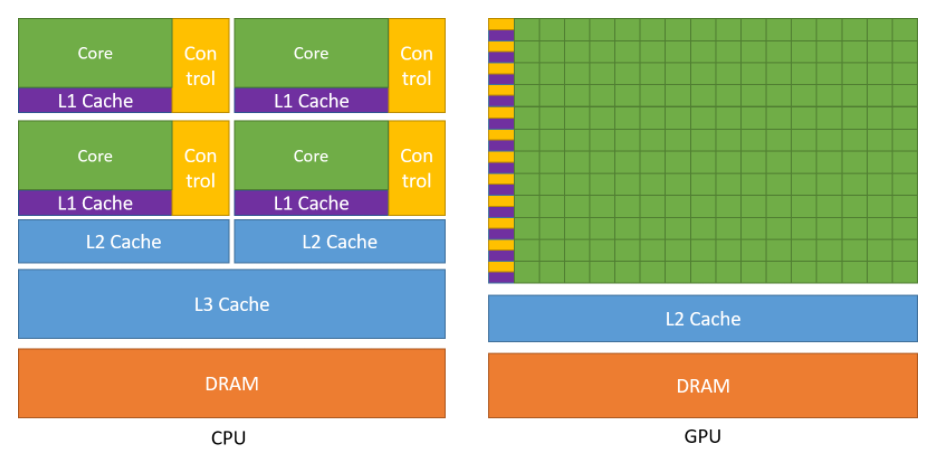 Core
Con
trol
L1 Cache
Core
Con
trol
L1 Cache
Core
Con
trol
L1 Cache
Core
Con
trol
L1 Cache
L2 Cache
L2 Cache
L3 Cache
DRAM
CPU
L2 Cache
DRAM
GPU